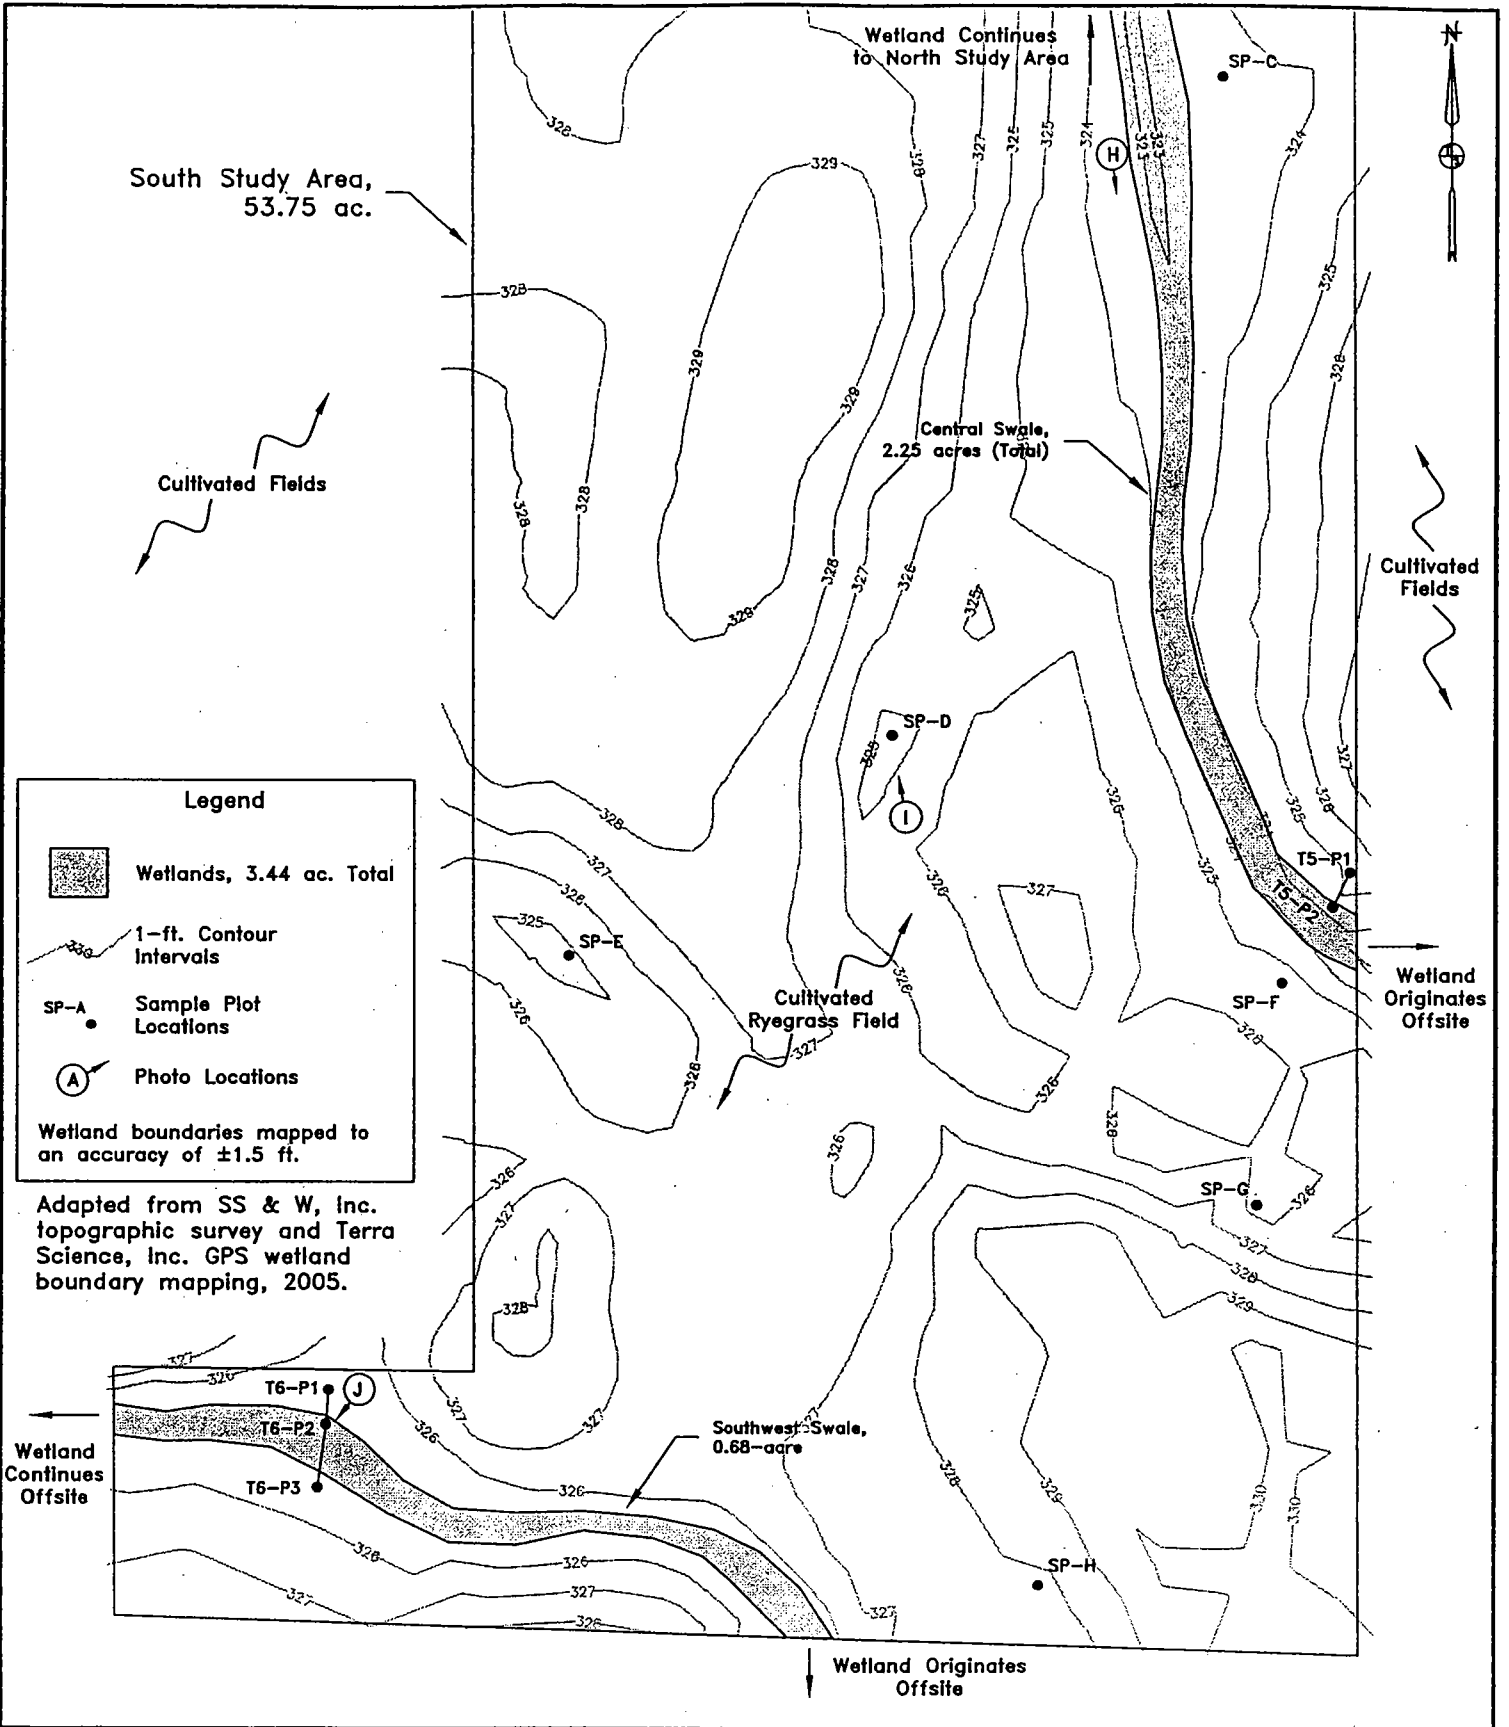 Wetland Continues
to North Study Area
N
SP-C
328
329
327
325
325
324
323
323
324
H
South Study Area,
53.75 ac.
328
328
329
325
328
329
Central Swale,
2.25 acres (Total)
Cultivated Fields
328
328
328
327
326
325
329
Cultivated
Fields
SP-D
325
I
326
327
328
325
328
T5-P1
T5-P2
323
Legend
Wetlands, 3.44 ac. Total
330
1-ft. Contour
Intervals
SP-A
Sample Plot
Locations
A
Photo Locations
Wetland boundaries mapped to
an accuracy of ±1.5 ft.
327
328
326
327
325
SP-E
326
326
Cultivated
Ryegrass Field
327
326
SP-F
Wetland
Originates
Offsite
328
326
328
326
Adapted from SS & W, Inc.
topographic survey and Terra
Science, Inc. GPS wetland
boundary mapping, 2005.
326
327
SP-G
326
327
328
329
328
327
326
T6-P1
J
T6-P2
T6-P3
327
326
327
327
Southwest Swale,
0.68-acre
Wetland
Continues
Offsite
326
328
329
330
330
326
326
327
327
326
SP-H
327
Wetland Originates
Offsite